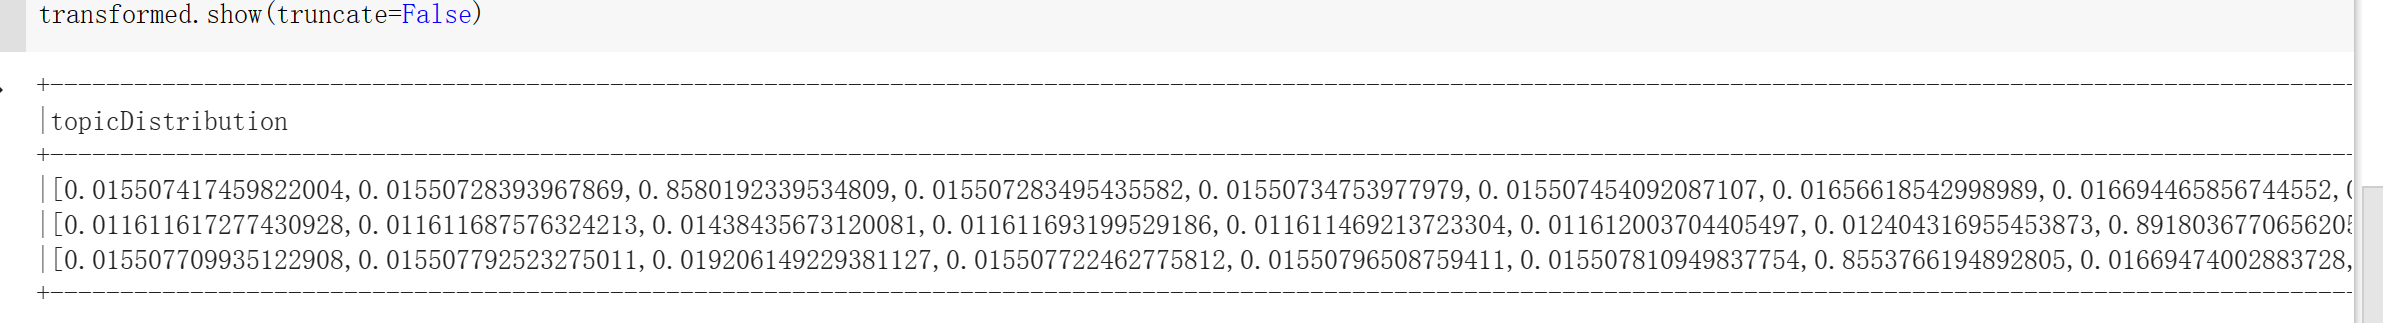 transformed.show(truncate=False)
|topicDistribution
|[0.015507417459822004,0.01550728393967869,0.8580192339534809,0.015507283495435582,0.01550734753977979,0.015507454092087107,0.01656618542998989,0.016694465856744552,
|[0.011611617277430928,0.011611687576324213,0.01438435673120081,0.011611693199529186,0.011611469213723304,0.011612003704405497,0.012404316955453873,0.8918036770656205
|[0.015507709935122908,0.015507792523275011,0.019206149229381127,0.015507722462775812,0.01550796508759411,0.015507810949837754,0.8553766194892805,0.01669474002883728,